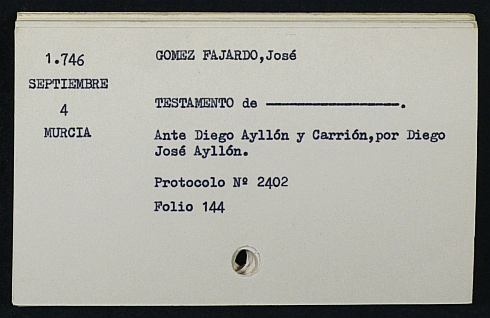 1.746
SEPTIEMBRE
4
MURCIA
GOMEZ FAJARDO,José
TESTAMENTO de ——————————.
Ante Diego Ayllón y Carrión,por Diego
José Ayllón.
Protocolo Nº 2402
Folio 144